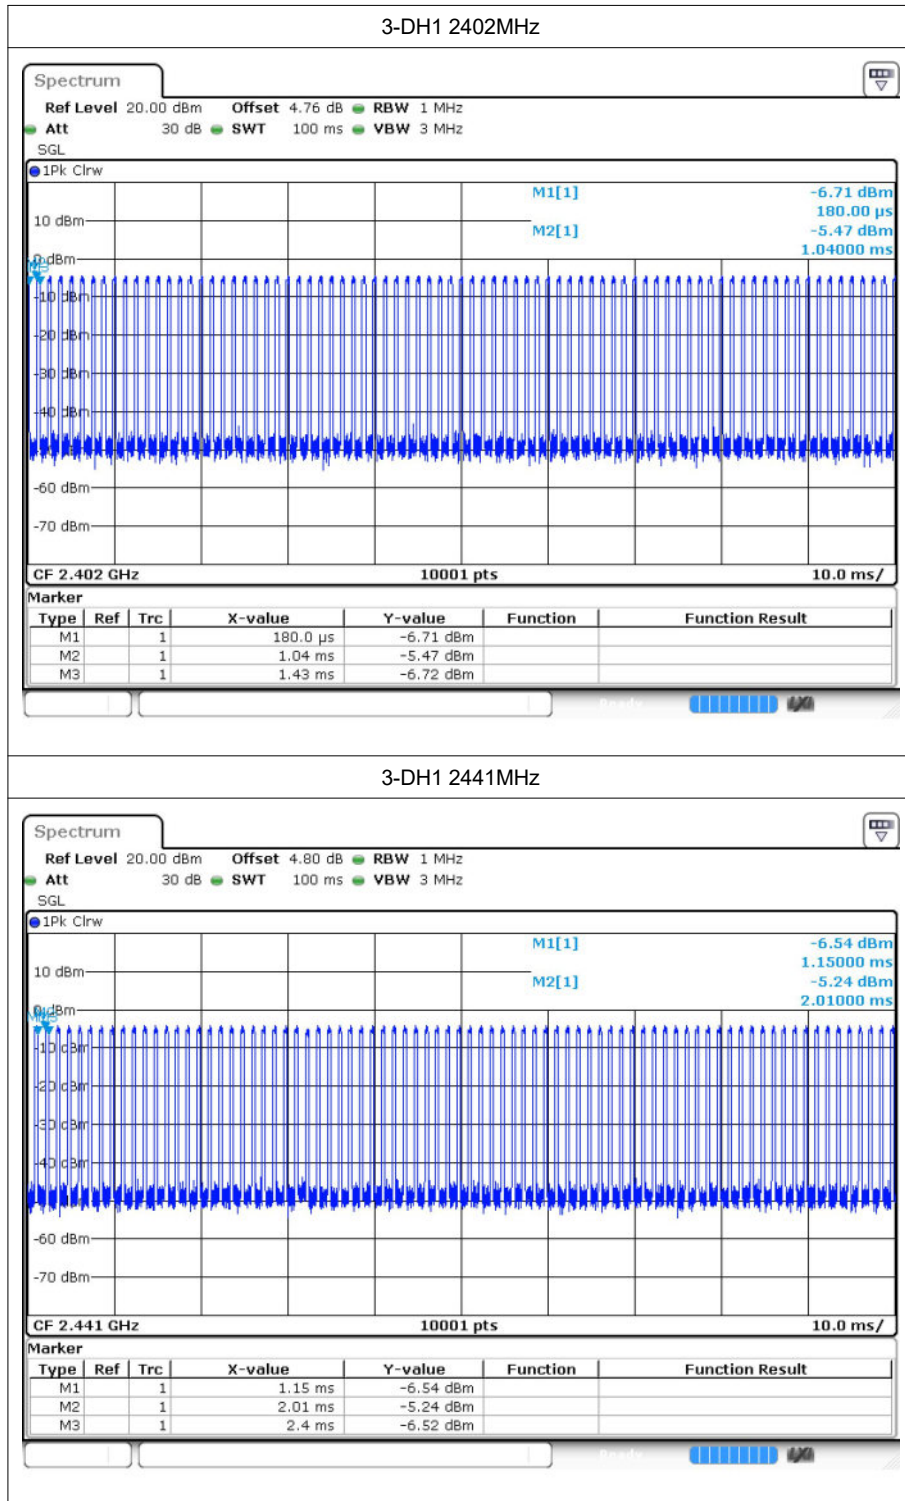 3-DH1 2402MHz
Spectrum
Ref Level 20.00 dBm Offset 4.76 dB RBW 1 MHz
Att 30 dB SWT 100 ms VBW 3 MHz
SGL
1Pk Clrw
M1[1] -6.71 dBm
180.00 µs
10 dBm
M2[1] -5.47 dBm
1.04000 ms
0 dBm
-10 dBm
-20 dBm
-30 dBm
-40 dBm
-60 dBm
-70 dBm
CF 2.402 GHz 10001 pts 10.0 ms/
Marker
Type Ref Trc X-value Y-value Function Function Result
M1 1 180.0 µs -6.71 dBm
M2 1 1.04 ms -5.47 dBm
M3 1 1.43 ms -6.72 dBm
Ready
3-DH1 2441MHz
Spectrum
Ref Level 20.00 dBm Offset 4.80 dB RBW 1 MHz
Att 30 dB SWT 100 ms VBW 3 MHz
SGL
1Pk Clrw
M1[1] -6.54 dBm
1.15000 ms
10 dBm
M2[1] -5.24 dBm
2.01000 ms
0 dBm
-10 dBm
-20 dBm
-30 dBm
-40 dBm
-60 dBm
-70 dBm
CF 2.441 GHz 10001 pts 10.0 ms/
Marker
Type Ref Trc X-value Y-value Function Function Result
M1 1 1.15 ms -6.54 dBm
M2 1 2.01 ms -5.24 dBm
M3 1 2.4 ms -6.52 dBm
Ready